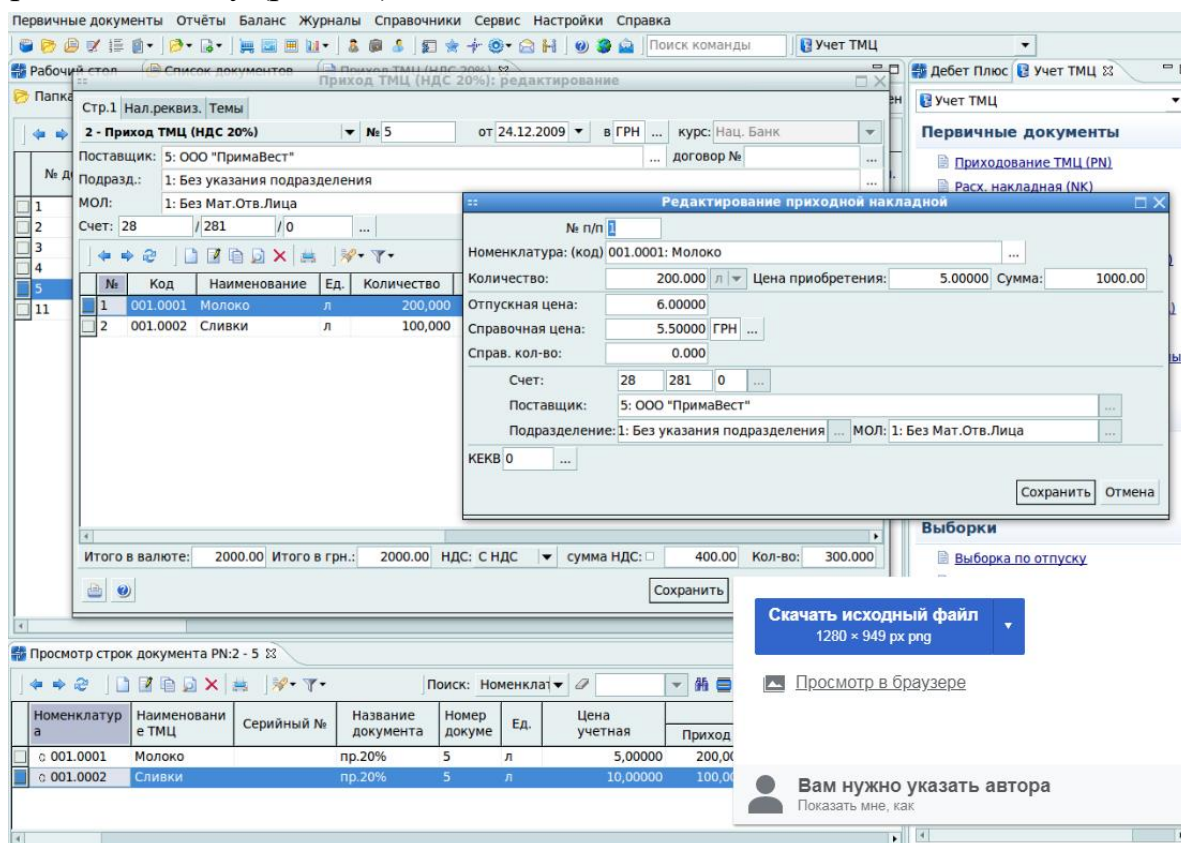 Первичные документы Отчёты Баланс Журналы Справочники Сервис Настройки Справка
Поиск команды Учет ТМЦ
Рабочий стол Список документов Приход ТМЦ (НДС 20%) Дебет Плюс Учет ТМЦ
Приход ТМЦ (НДС 20%): редактирование
Папка Учет ТМЦ
Стр.1 Нал.реквиз. Темы
2 - Приход ТМЦ (НДС 20%) № 5 от 24.12.2009 в ГРН ... курс: Нац. Банк
Первичные документы
Поставщик: 5: ООО "ПримаВест" ... договор № ...
Приходование ТМЦ (PN)
Подразд.: 1: Без указания подразделения ...
Расх. накладная (NK)
МОЛ: 1: Без Мат.Отв.Лица
Счет: 28 / 281 / 0 ...
№ Код Наименование Ед. Количество
1 001.0001 Молоко л 200,000
2 001.0002 Сливки л 100,000
1
2
3
4
5
11
Редактирование приходной накладной
№ п/п 1
Номенклатура: (код) 001.0001: Молоко ...
Количество: 200.000 л Цена приобретения: 5.00000 Сумма: 1000.00
Отпускная цена: 6.00000
Справочная цена: 5.50000 ГРН ...
Справ. кол-во: 0.000
Счет: 28 281 0 ...
Поставщик: 5: ООО "ПримаВест" ...
Подразделение: 1: Без указания подразделения ... МОЛ: 1: Без Мат.Отв.Лица ...
КЕКВ 0 ...
Сохранить Отмена
Итого в валюте: 2000.00 Итого в грн.: 2000.00 НДС: С НДС сумма НДС: 400.00 Кол-во: 300.000
Сохранить
Выборки
Выборка по отпуску
Скачать исходный файл
1280 × 949 px png
Просмотр в браузере
Вам нужно указать автора
Показать мне, как
Просмотр строк документа PN:2 - 5
Поиск: Номенклат
Номенклатур
а Наименовани
е ТМЦ Серийный № Название
документа Номер
докуме Ед. Цена
учетная Приход
с 001.0001 Молоко пр.20% 5 л 5,00000
с 001.0002 Сливки пр.20% 5 л 10,00000